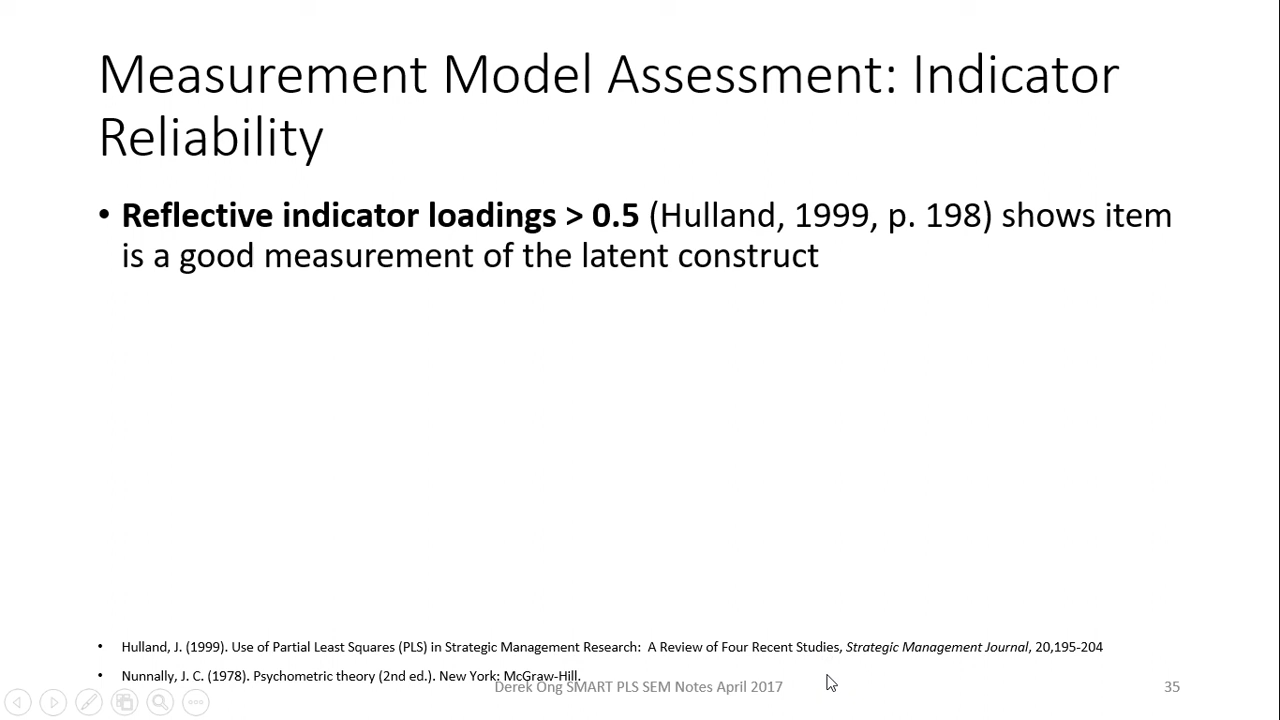 Measurement Model Assessment: Indicator
Reliability
• Reflective indicator loadings > 0.5 (Hulland, 1999, p. 198) shows item
is a good measurement of the latent construct
• Hulland, J. (1999). Use of Partial Least Squares (PLS) in Strategic Management Research:  A Review of Four Recent Studies, Strategic Management Journal, 20,195-204
• Nunnally, J. C. (1978). Psychometric theory (2nd ed.). New York: McGraw-Hill.
Derek Ong SMART PLS SEM Notes April 2017
35